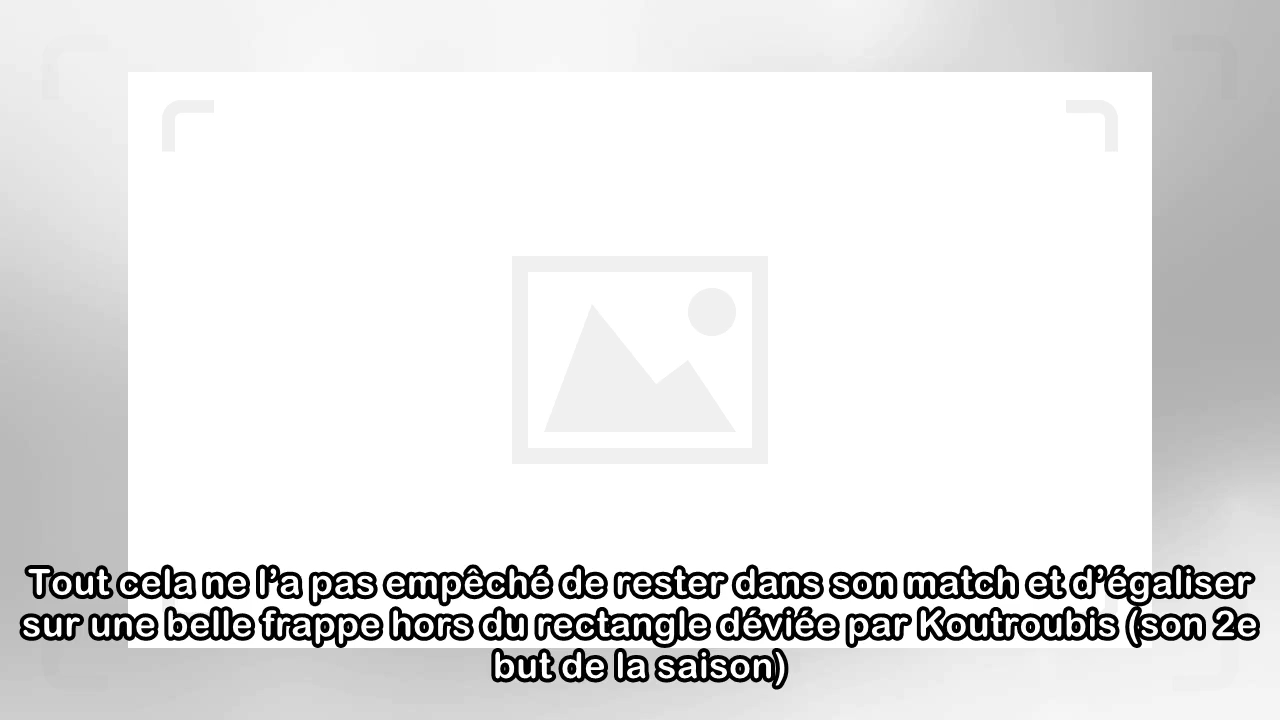 Tout cela ne l’a pas empêché de rester dans son match et d’égaliser
sur une belle frappe hors du rectangle déviée par Koutroubis (son 2e
but de la saison)